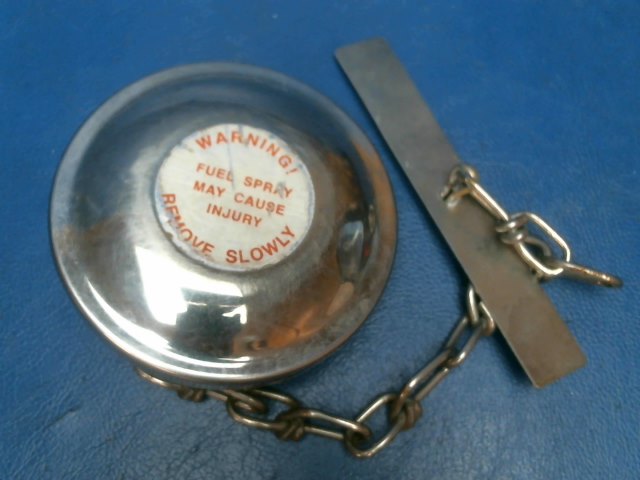 WARNING!
FUEL SPRAY
MAY CAUSE
INJURY
REMOVE SLOWLY